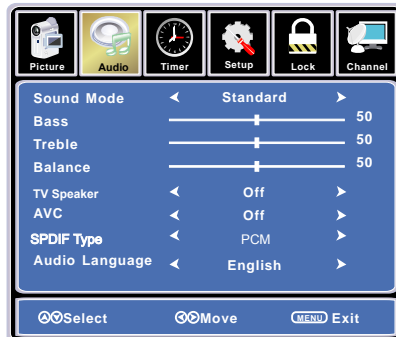 Picture Audio Timer Setup Lock Channel
Sound Mode Standard
Bass 50
Treble 50
Balance 50
TV Speaker Off
AVC Off
SPDIF Type PCM
Audio Language English
Select Move MENU Exit